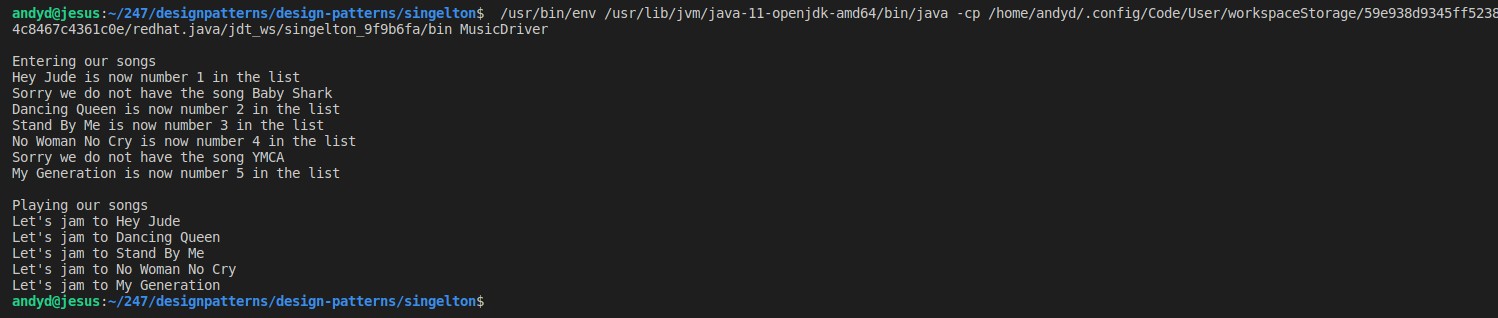 andyd@jesus:~/247/designpatterns/design-patterns/singelton$ /usr/bin/env /usr/lib/jvm/java-11-openjdk-amd64/bin/java -cp /home/andyd/.config/Code/User/workspaceStorage/59e938d9345ff5238
4c8467c4361c0e/redhat.java/jdt_ws/singelton_9f9b6fa/bin MusicDriver
Entering our songs
Hey Jude is now number 1 in the list
Sorry we do not have the song Baby Shark
Dancing Queen is now number 2 in the list
Stand By Me is now number 3 in the list
No Woman No Cry is now number 4 in the list
Sorry we do not have the song YMCA
My Generation is now number 5 in the list
Playing our songs
Let's jam to Hey Jude
Let's jam to Dancing Queen
Let's jam to Stand By Me
Let's jam to No Woman No Cry
Let's jam to My Generation
andyd@jesus:~/247/designpatterns/design-patterns/singelton$